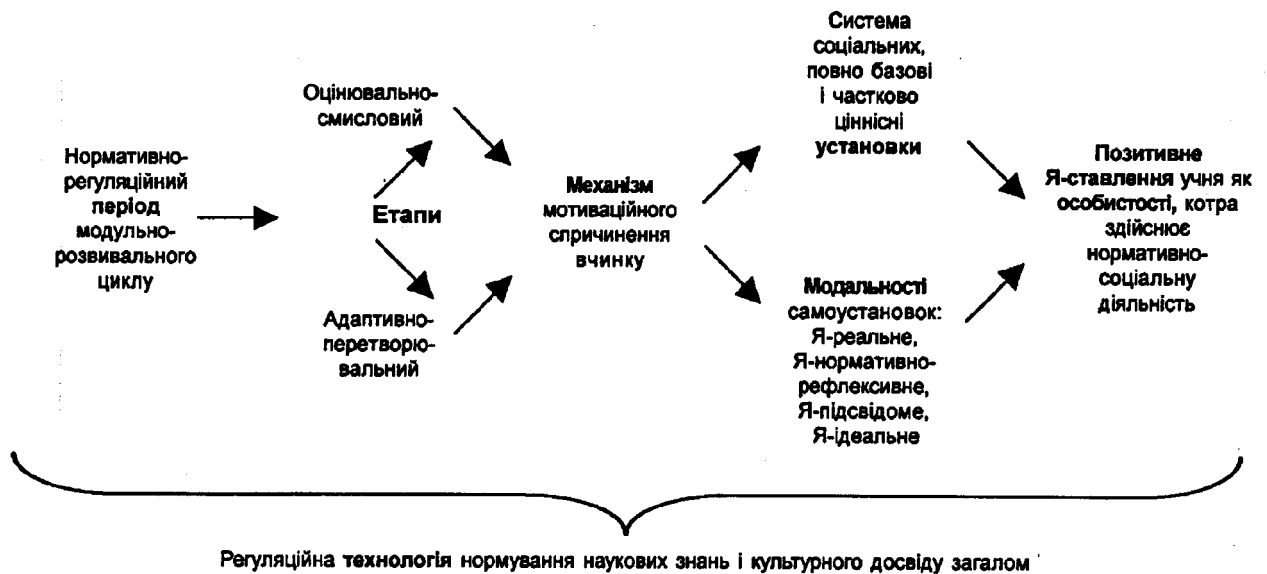 Нормативно-
регуляційний
період
модульно-
розвивального
циклу
Оцінювально-
смисловий
Етапи
Адаптивно-
перетворю-
вальний
Механізм
мотиваційного
спричинення
вчинку
Система
соціальних,
повно базові
і частково
ціннісні
установки
Модальності
самоустановок:
Я-реальне,
Я-нормативно-
рефлексивне,
Я-підсвідоме,
Я-ідеальне
Позитивне
Я-ставлення учня як
особистості, котра
здійснює
нормативно-
соціальну
діяльність
Регуляційна технологія нормування наукових знань і культурного досвіду загалом